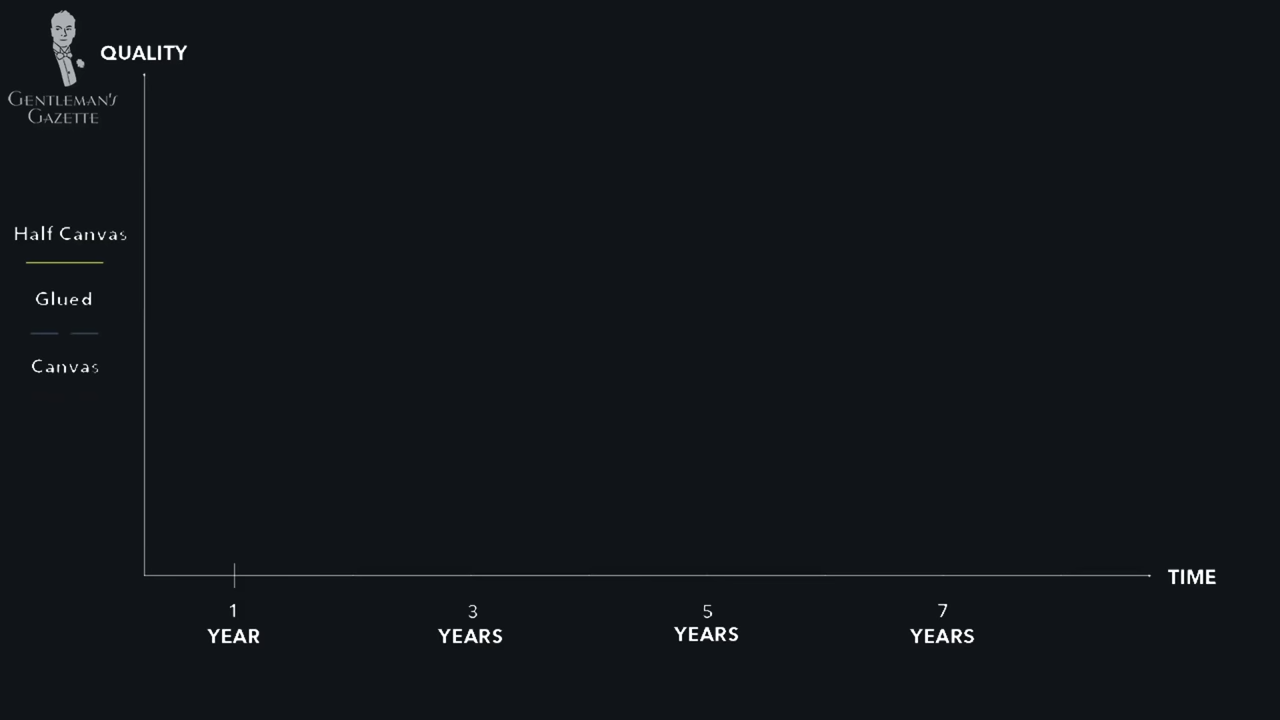 QUALITY
GENTLEMAN'S
GAZETTE
Half Canvas
Glued
Canvas
TIME
1
YEAR
3
YEARS
5
YEARS
7
YEARS